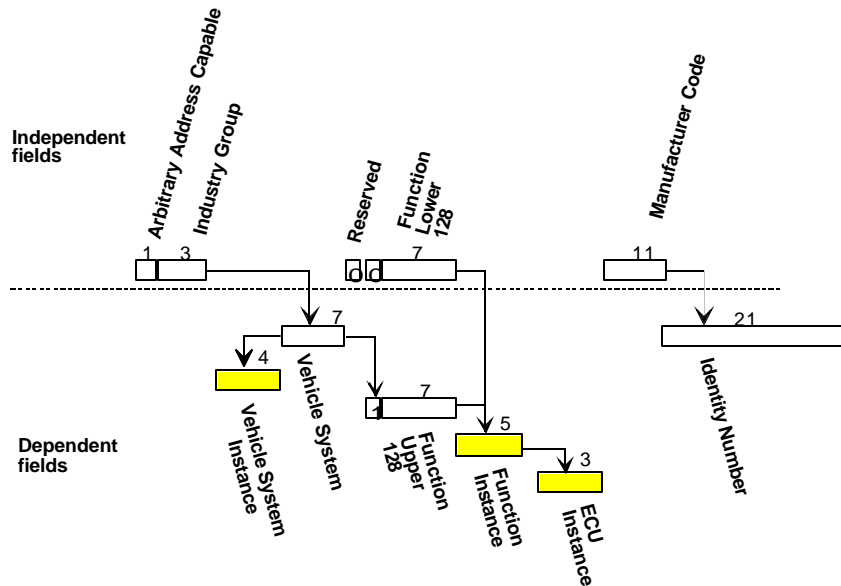 Independent
fields
Arbitrary Address Capable
Industry Group
Reserved
Function
Lower
128
Manufacturer Code
1
3
0
0
7
11
7
21
4
1
7
5
3
Dependent
fields
Vehicle System
Instance
Vehicle System
Function
Upper
128
Function
Instance
ECU
Instance
Identity Number